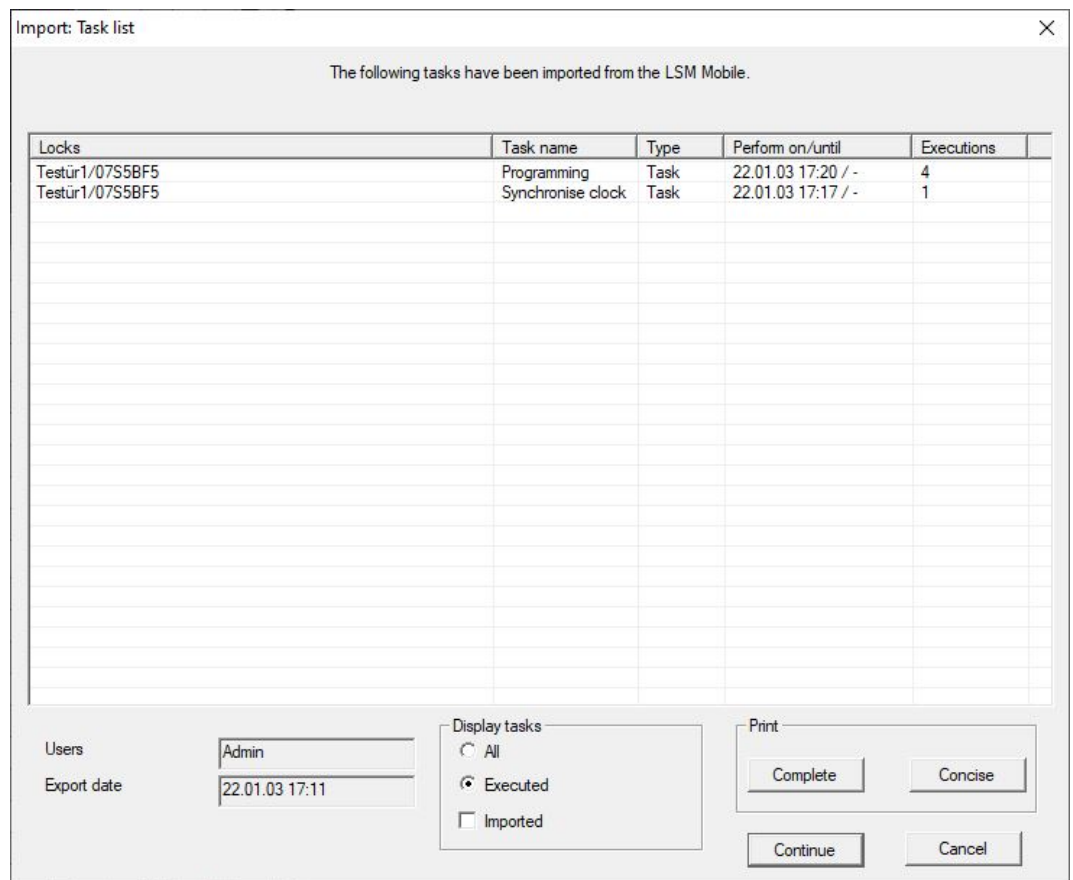 Import: Task list
The following tasks have been imported from the LSM Mobile.
Locks Task name Type Perform on/until Executions
Testür1/07S5BF5 Programming Task 22.01.03 17:20 / - 4
Testür1/07S5BF5 Synchronise clock Task 22.01.03 17:17 / - 1
Users Admin
Export date 22.01.03 17:11
Display tasks
All
Executed
Imported
Print
Complete Concise
Continue Cancel